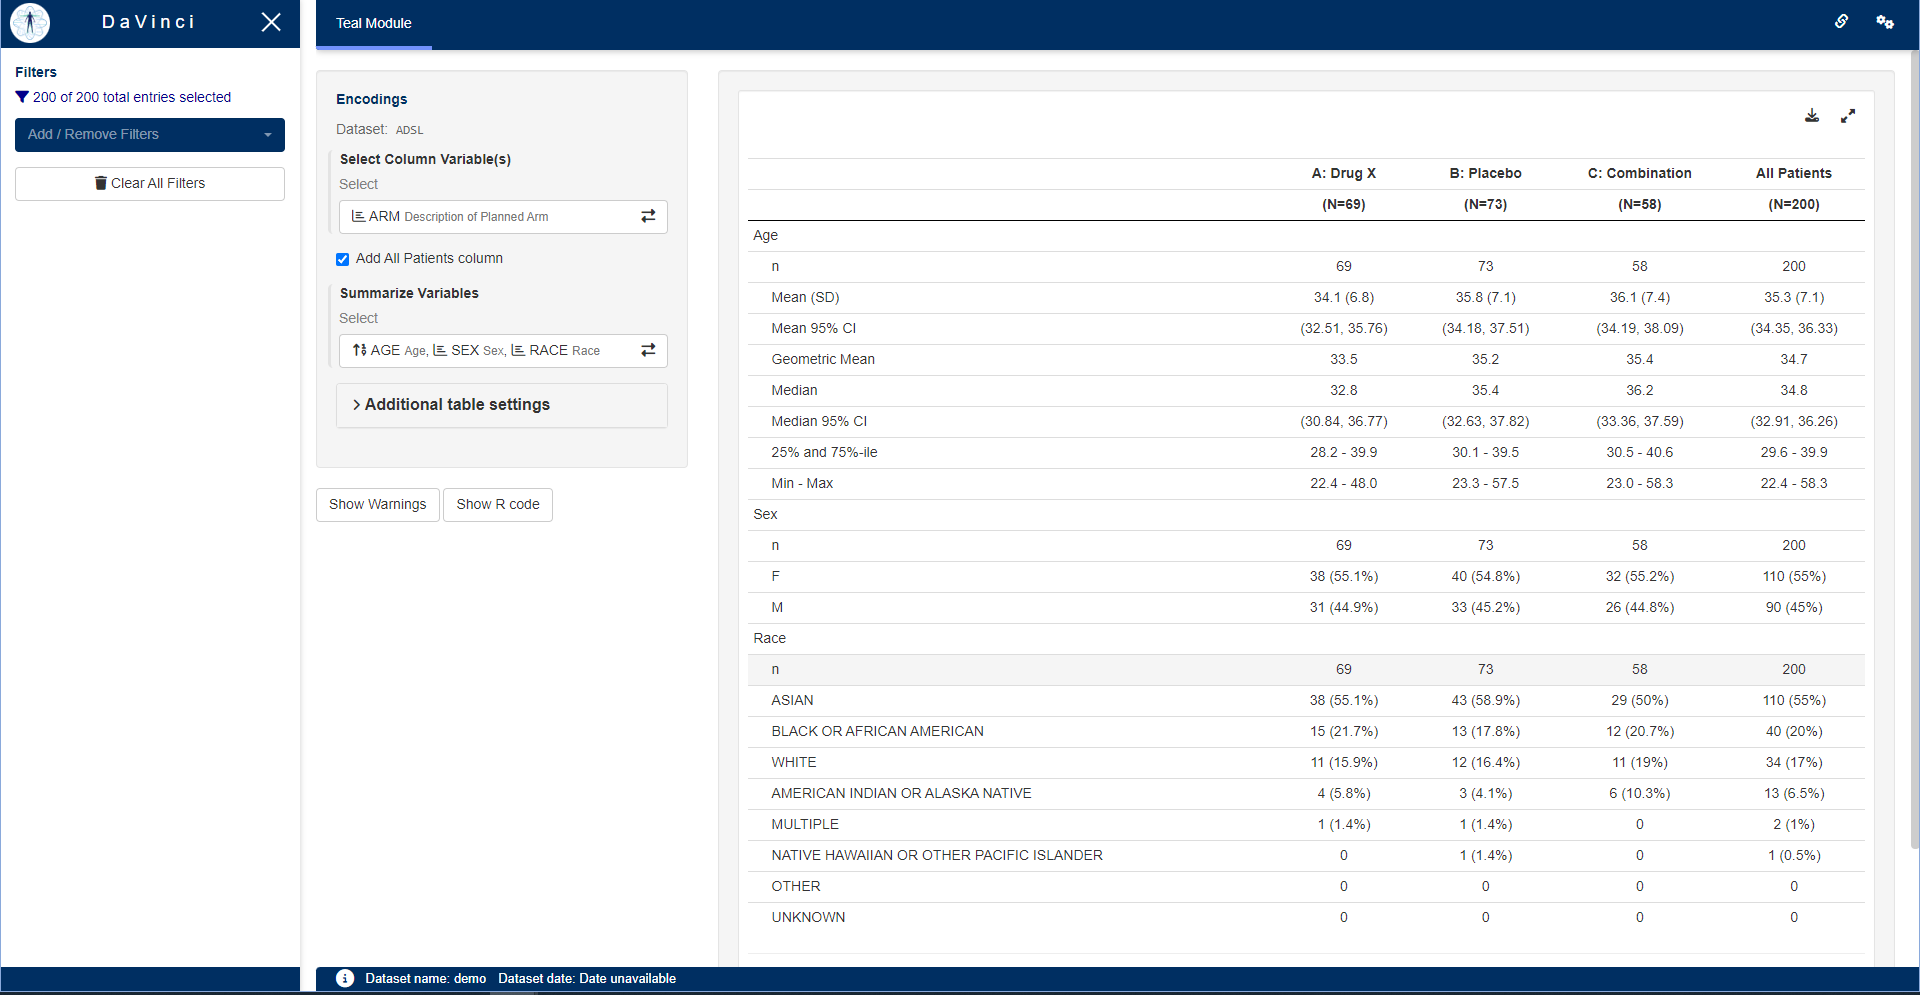 DaVinci
Filters
200 of 200 total entries selected
Add / Remove Filters
Clear All Filters
Teal Module
Encodings
Dataset: ADSL
Select Column Variable(s)
Select
ARM Description of Planned Arm
Add All Patients column
Summarize Variables
Select
AGE Age, SEX Sex, RACE Race
Additional table settings
Show Warnings Show R code
A: Drug X B: Placebo C: Combination All Patients
(N=69) (N=73) (N=58) (N=200)
Age
n 69 73 58 200
Mean (SD) 34.1 (6.8) 35.8 (7.1) 36.1 (7.4) 35.3 (7.1)
Mean 95% CI (32.51, 35.76) (34.18, 37.51) (34.19, 38.09) (34.35, 36.33)
Geometric Mean 33.5 35.2 35.4 34.7
Median 32.8 35.4 36.2 34.8
Median 95% CI (30.84, 36.77) (32.63, 37.82) (33.36, 37.59) (32.91, 36.26)
25% and 75%-ile 28.2 - 39.9 30.1 - 39.5 30.5 - 40.6 29.6 - 39.9
Min - Max 22.4 - 48.0 23.3 - 57.5 23.0 - 58.3 22.4 - 58.3
Sex
n 69 73 58 200
F 38 (55.1%) 40 (54.8%) 32 (55.2%) 110 (55%)
M 31 (44.9%) 33 (45.2%) 26 (44.8%) 90 (45%)
Race
n 69 73 58 200
ASIAN 38 (55.1%) 43 (58.9%) 29 (50%) 110 (55%)
BLACK OR AFRICAN AMERICAN 15 (21.7%) 13 (17.8%) 12 (20.7%) 40 (20%)
WHITE 11 (15.9%) 12 (16.4%) 11 (19%) 34 (17%)
AMERICAN INDIAN OR ALASKA NATIVE 4 (5.8%) 3 (4.1%) 6 (10.3%) 13 (6.5%)
MULTIPLE 1 (1.4%) 1 (1.4%) 0 2 (1%)
NATIVE HAWAIIAN OR OTHER PACIFIC ISLANDER 0 1 (1.4%) 0 1 (0.5%)
OTHER 0 0 0 0
UNKNOWN 0 0 0 0
Dataset name: demo Dataset date: Date unavailable